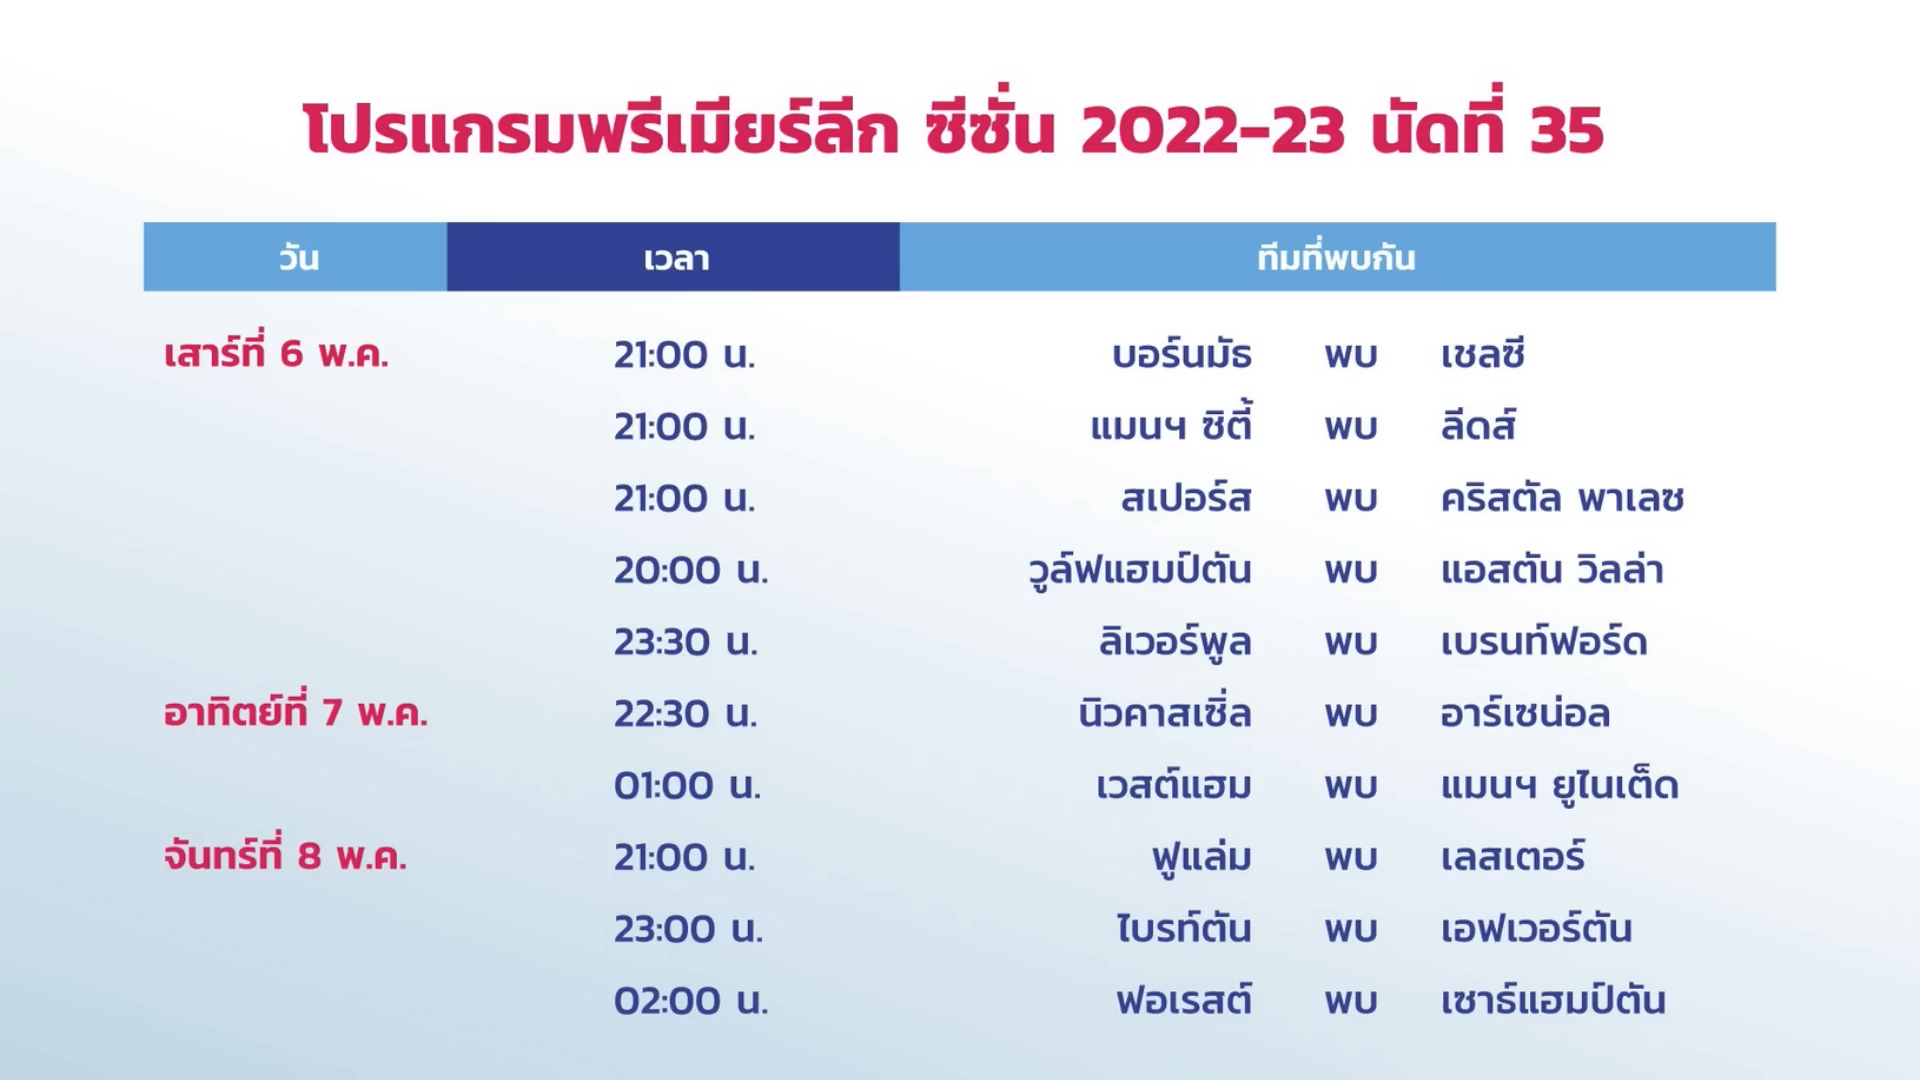 โปรแกรมพรีเมียร์ลีก ซีซั่น 2022-23 นัดที่ 35
วัน เวลา ทีมที่พบกัน
เสาร์ที่ 6 พ.ค. 21:00 น. บอร์นมัธ พบ เชลซี
21:00 น. แมนฯ ซิตี้ พบ ลีดส์
21:00 น. สเปอร์ส พบ คริสตัล พาเลซ
20:00 น. วูล์ฟแฮมป์ตัน พบ แอสตัน วิลล่า
23:30 น. ลิเวอร์พูล พบ เบรนท์ฟอร์ด
อาทิตย์ที่ 7 พ.ค. 22:30 น. นิวคาสเซิ่ล พบ อาร์เซน่อล
01:00 น. เวสต์แฮม พบ แมนฯ ยูไนเต็ด
จันทร์ที่ 8 พ.ค. 21:00 น. ฟูแล่ม พบ เลสเตอร์
23:00 น. ไบรท์ตัน พบ เอฟเวอร์ตัน
02:00 น. ฟอเรสต์ พบ เซาธ์แฮมป์ตัน